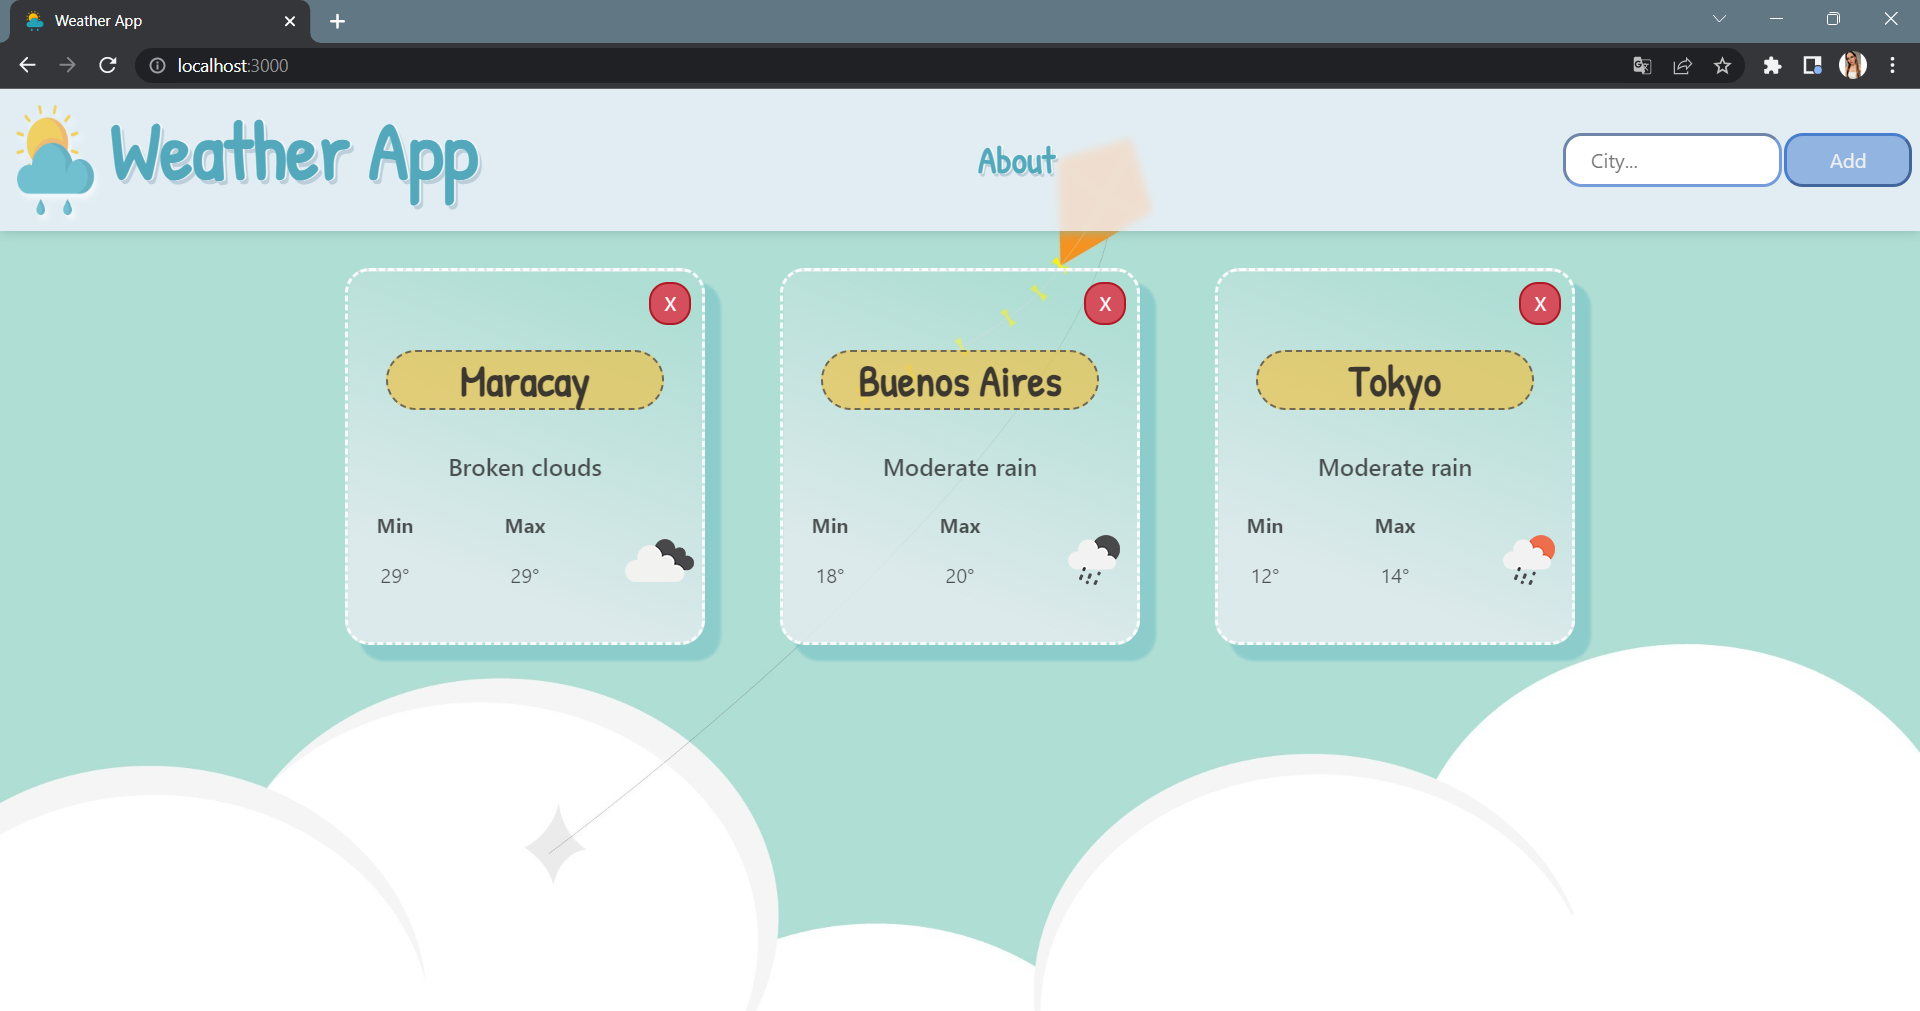 Weather App
localhost:3000
Weather App
About
City...
Add
X
X
X
Maracay
Buenos Aires
Tokyo
Broken clouds
Moderate rain
Moderate rain
Min Max
Min Max
Min Max
29° 29°
18° 20°
12° 14°